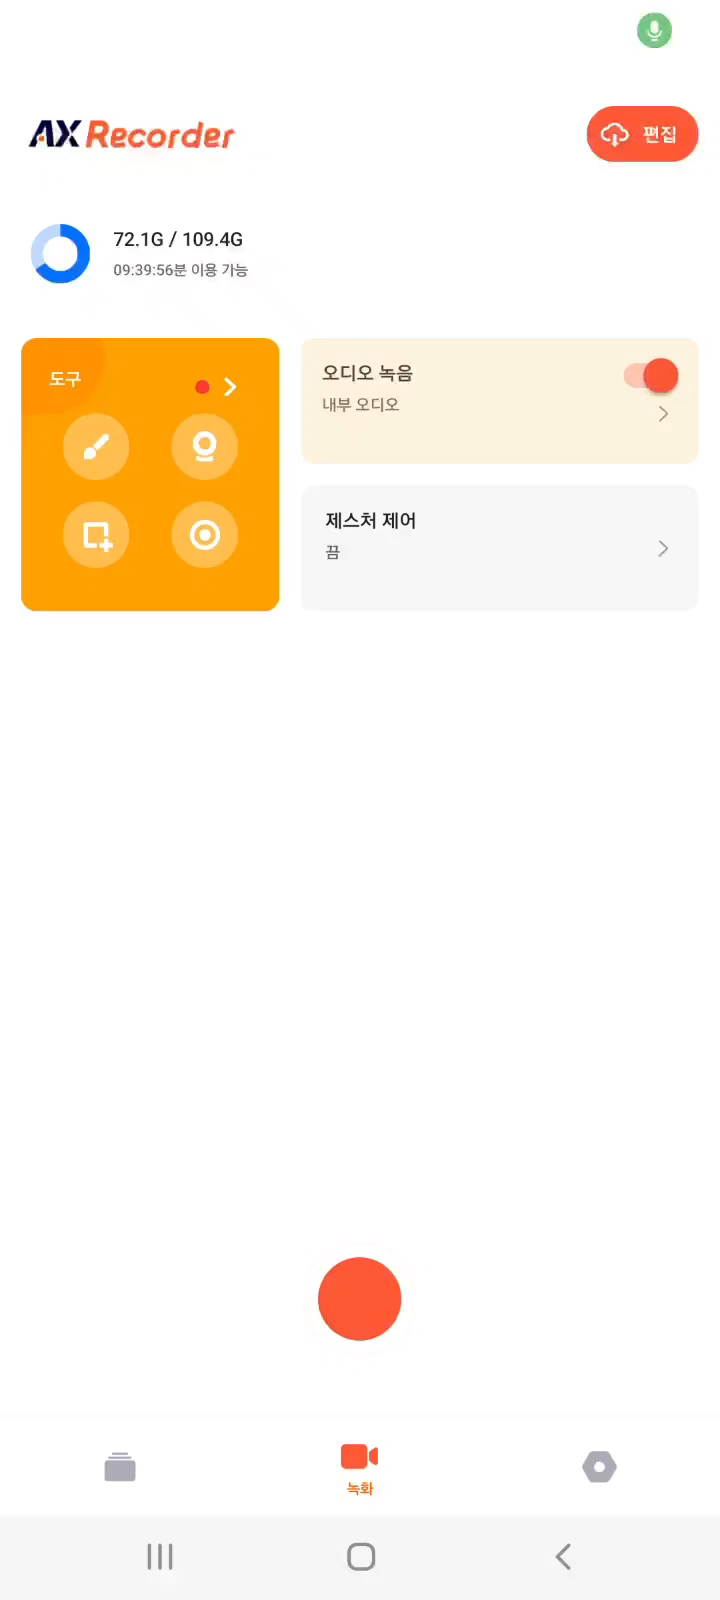 AX Recorder
편집
72.1G / 109.4G
09:39:56분 이용 가능
도구
오디오 녹음
내부 오디오
제스처 제어
끔
녹화